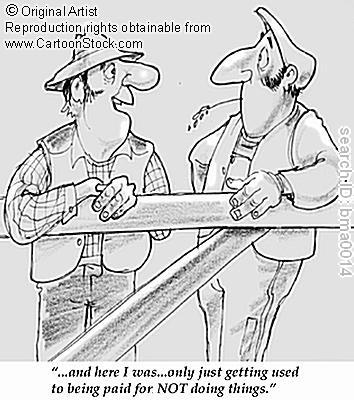 © Original Artist
Reproduction rights obtainable from
www.CartoonStock.com
search ID: bma0014
"...and here I was...only just getting used
to being paid for NOT doing things."